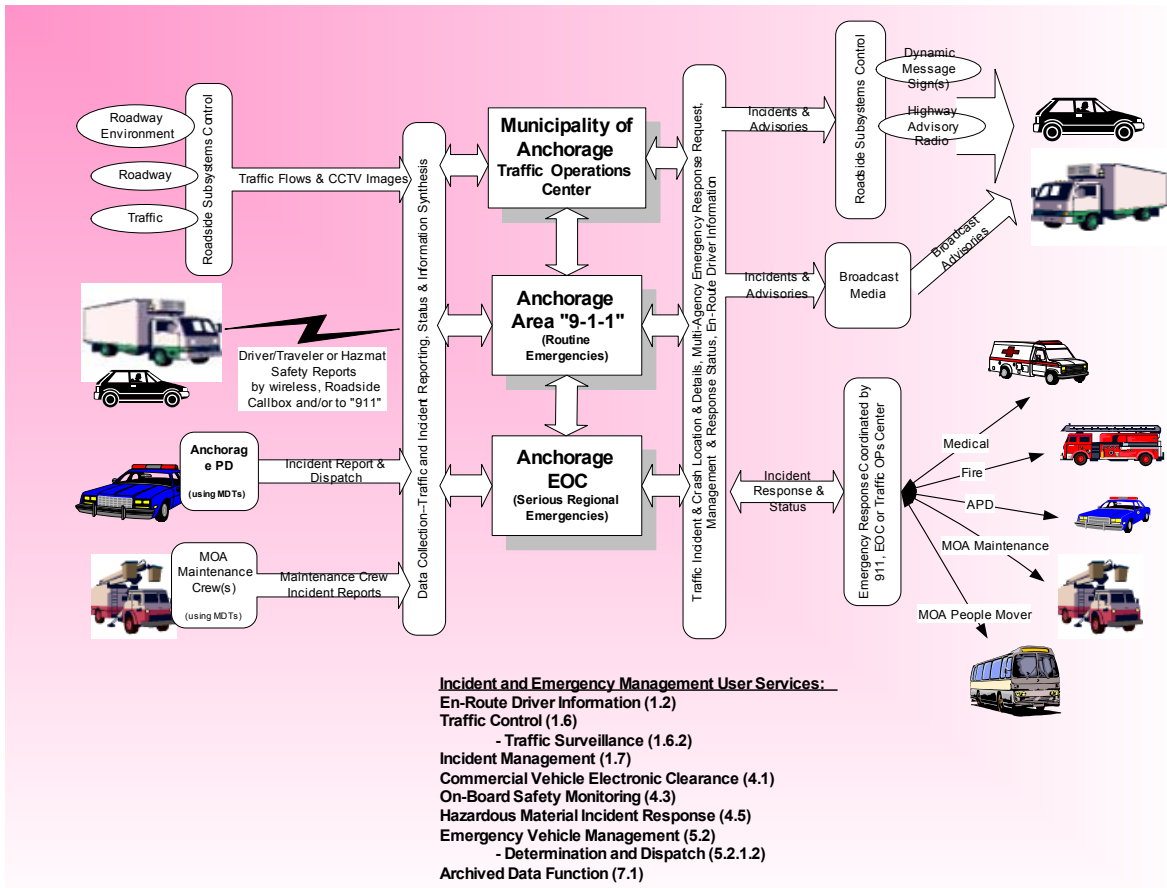 Roadway
Environment
Roadway
Traffic
Roadside Subsystems Control
Traffic Flows & CCTV Images
Driver/Traveler or Hazmat
Safety Reports
by wireless, Roadside
Callbox and/or to "911"
Anchorag
e PD
(using MDTs)
Incident Report &
Dispatch
MOA
Maintenance
Crew(s)
(using MDTs)
Maintenance Crew
Incident Reports
Data Collection--Traffic and Incident Reporting, Status & Information Synthesis
Municipality of
Anchorage
Traffic Operations
Center
Anchorage
Area "9-1-1"
(Routine
Emergencies)
Anchorage
EOC
(Serious Regional
Emergencies)
Traffic Incident & Crash Location & Details, Multi-Agency Emergency Response Request,
Management & Response Status, En-Route Driver Information
Incidents &
Advisories
Roadside Subsystems Control
Dynamic
Message
Sign(s)
Highway
Advisory
Radio
Incidents &
Advisories
Broadcast
Media
Broadcast
Advisories
Incident
Response &
Status
Emergency Response Coordinated by
911, EOC or Traffic OPs Center
Medical
Fire
APD
MOA Maintenance
MOA People Mover
Incident and Emergency Management User Services:
En-Route Driver Information (1.2)
Traffic Control (1.6)
- Traffic Surveillance (1.6.2)
Incident Management (1.7)
Commercial Vehicle Electronic Clearance (4.1)
On-Board Safety Monitoring (4.3)
Hazardous Material Incident Response (4.5)
Emergency Vehicle Management (5.2)
- Determination and Dispatch (5.2.1.2)
Archived Data Function (7.1)